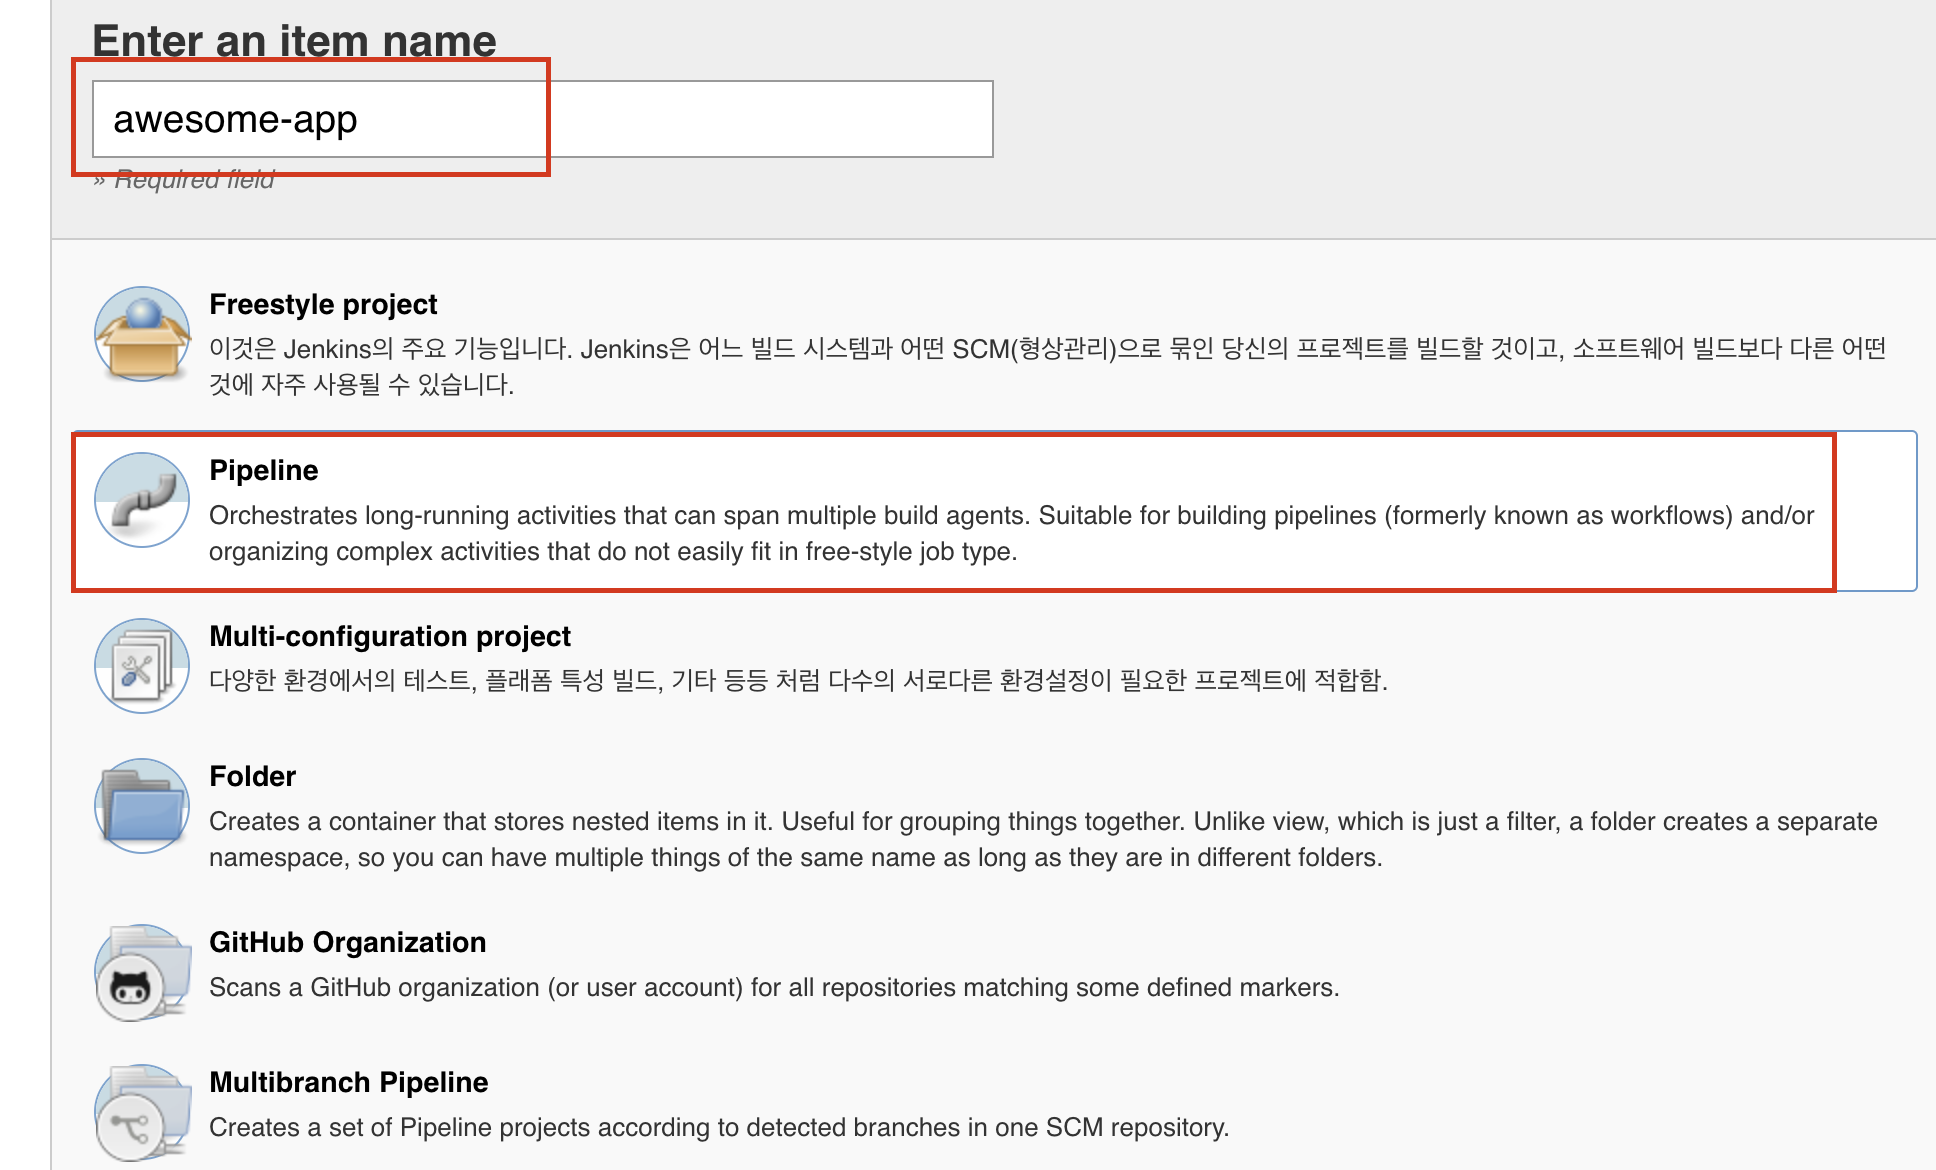 Enter an item name
awesome-app
» Required field
Freestyle project
이것은 Jenkins의 주요 기능입니다. Jenkins은 어느 빌드 시스템과 어떤 SCM(형상관리)으로 묶인 당신의 프로젝트를 빌드할 것이고, 소프트웨어 빌드보다 다른 어떤
것에 자주 사용될 수 있습니다.
Pipeline
Orchestrates long-running activities that can span multiple build agents. Suitable for building pipelines (formerly known as workflows) and/or
organizing complex activities that do not easily fit in free-style job type.
Multi-configuration project
다양한 환경에서의 테스트, 플래폼 특성 빌드, 기타 등등 처럼 다수의 서로다른 환경설정이 필요한 프로젝트에 적합함.
Folder
Creates a container that stores nested items in it. Useful for grouping things together. Unlike view, which is just a filter, a folder creates a separate
namespace, so you can have multiple things of the same name as long as they are in different folders.
GitHub Organization
Scans a GitHub organization (or user account) for all repositories matching some defined markers.
Multibranch Pipeline
Creates a set of Pipeline projects according to detected branches in one SCM repository.